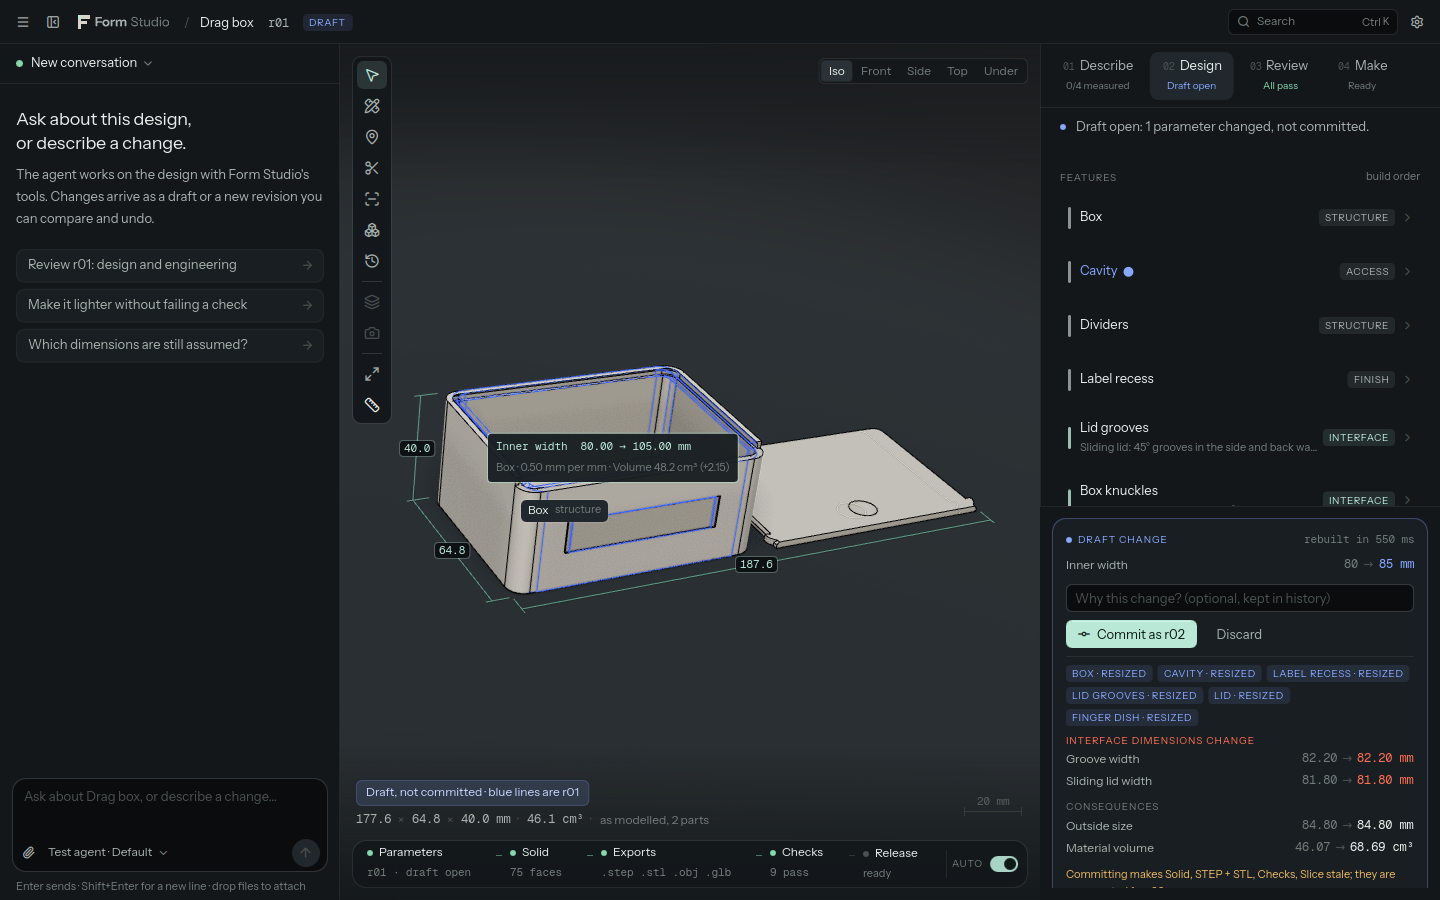 Form Studio / Drag box r01 DRAFT
Search Ctrl K
New conversation
Ask about this design,
or describe a change.
The agent works on the design with Form Studio's
tools. Changes arrive as a draft or a new revision you
can compare and undo.
Review r01: design and engineering
Make it lighter without failing a check
Which dimensions are still assumed?
Ask about Drag box, or describe a change...
Test agent · Default
Enter sends · Shift+Enter for a new line · drop files to attach
Iso Front Side Top Under
40.0
Inner width 80.00 → 105.00 mm
Box · 0.50 mm per mm · Volume 48.2 cm³ (+2.15)
Box structure
64.8
187.6
Draft, not committed · blue lines are r01
20 mm
177.6 × 64.8 × 40.0 mm · 46.1 cm³ · as modelled, 2 parts
Parameters
r01 · draft open
Solid
75 faces
Exports
.step .stl .obj .glb
Checks
9 pass
Release
ready
AUTO
01 Describe
0/4 measured
02 Design
Draft open
03 Review
All pass
04 Make
Ready
Draft open: 1 parameter changed, not committed.
FEATURES build order
Box STRUCTURE
Cavity ACCESS
Dividers STRUCTURE
Label recess FINISH
Lid grooves INTERFACE
Sliding lid: 45° grooves in the side and back wa...
Box knuckles INTERFACE
DRAFT CHANGE rebuilt in 550 ms
Inner width 80 → 85 mm
Why this change? (optional, kept in history)
Commit as r02 Discard
BOX · RESIZED CAVITY · RESIZED LABEL RECESS · RESIZED
LID GROOVES · RESIZED LID · RESIZED
FINGER DISH · RESIZED
INTERFACE DIMENSIONS CHANGE
Groove width 82.20 → 82.20 mm
Sliding lid width 81.80 → 81.80 mm
CONSEQUENCES
Outside size 84.80 → 84.80 mm
Material volume 46.07 → 68.69 cm³
Committing makes Solid, STEP + STL, Checks, Slice stale; they are